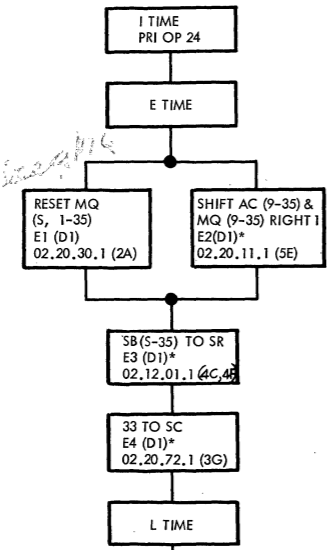 I TIME
PRI OP 24
E TIME
RESET MQ
(S, 1-35)
E1 (D1)
02.20.30.1 (2A)
SHIFT AC (9-35) &
MQ (9-35) RIGHT 1
E2(D1)*
02.20.11.1 (5E)
SB(S-35) TO SR
E3 (D1)*
02.12.01.1 (4C,4B)
33 TO SC
E4 (D1)*
02.20.72.1 (3G)
L TIME